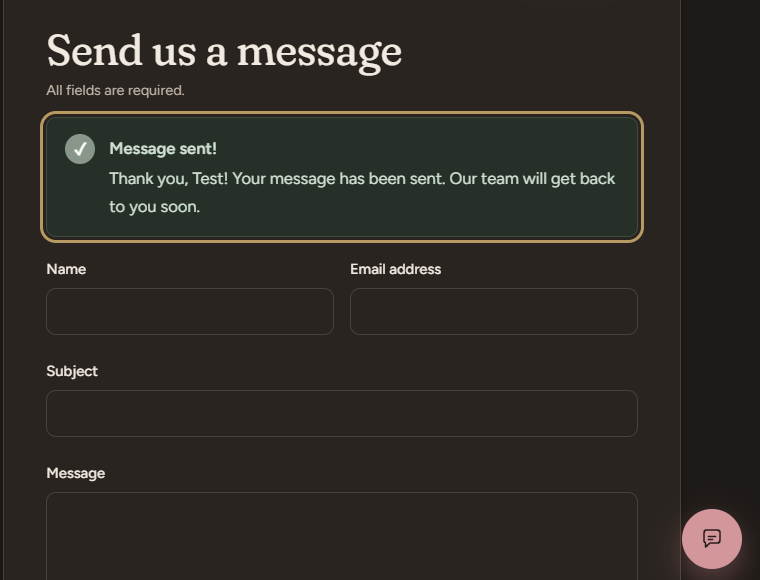 Send us a message
All fields are required.
Message sent!
Thank you, Test! Your message has been sent. Our team will get back
to you soon.
Name
Email address
Subject
Message